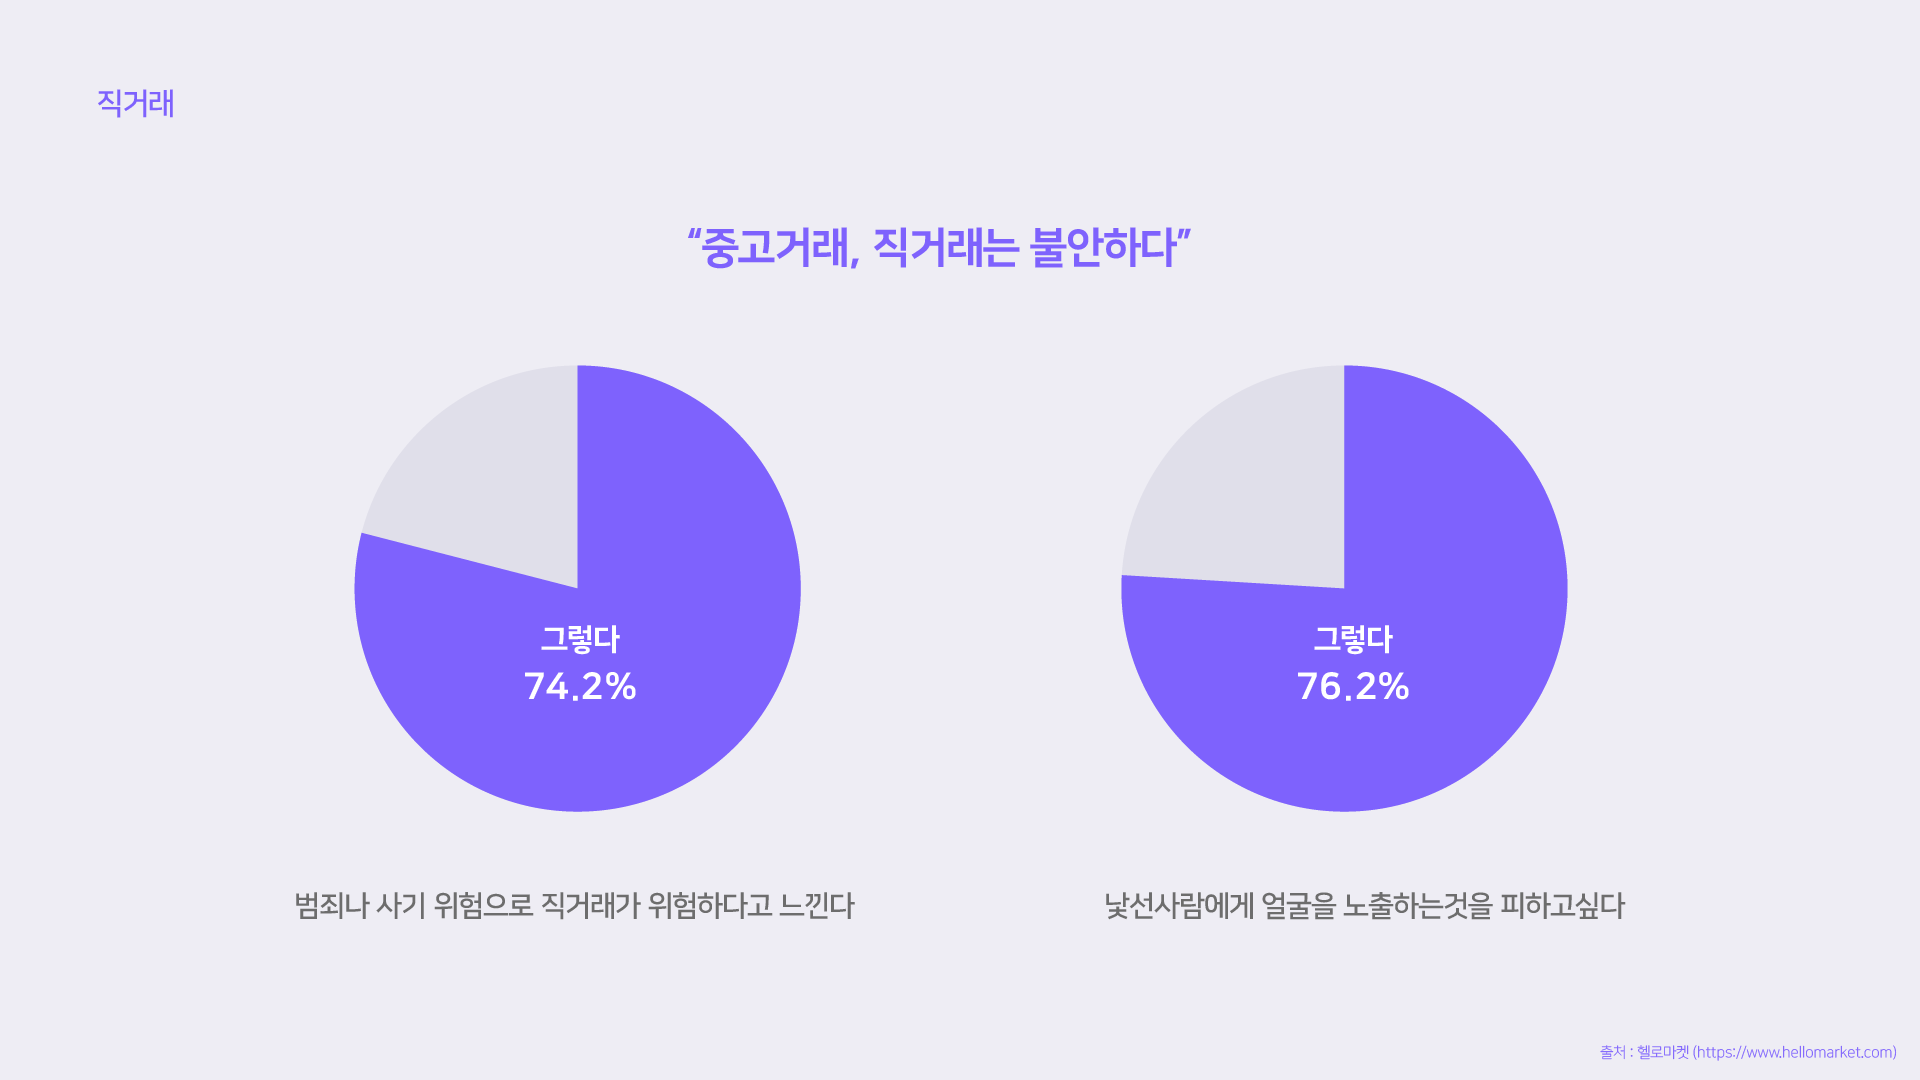 직거래
“중고거래, 직거래는 불안하다”
그렇다
74.2%
그렇다
76.2%
범죄나 사기 위험으로 직거래가 위험하다고 느낀다
낯선사람에게 얼굴을 노출하는것을 피하고싶다
출처 : 헬로마켓 (https://www.hellomarket.com)